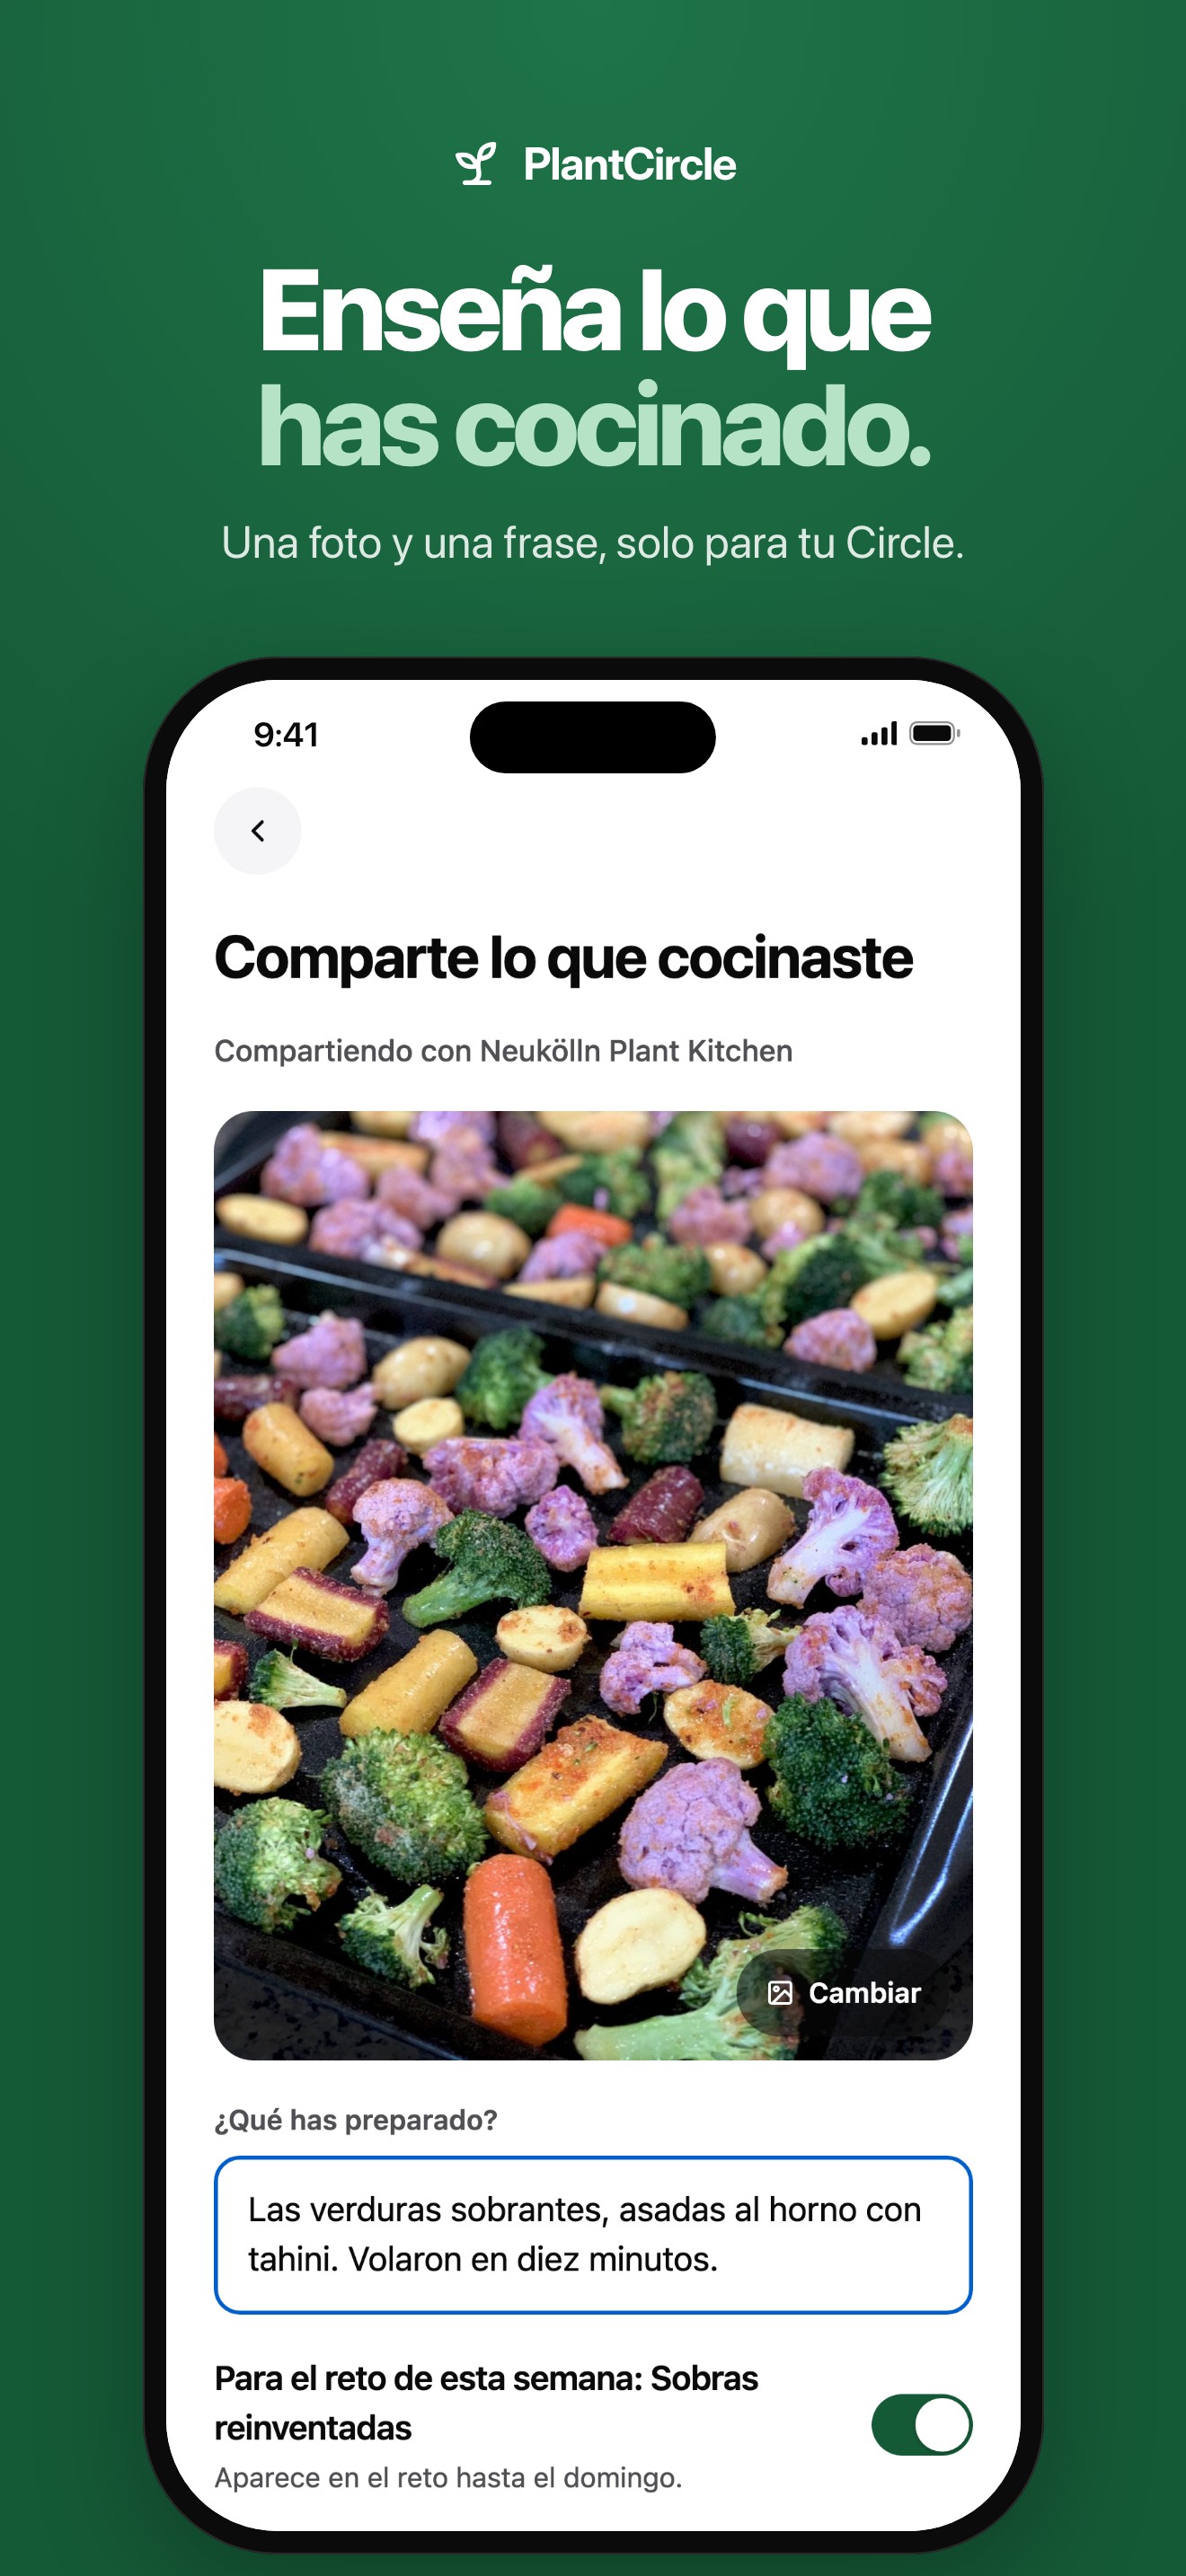 PlantCircle
Enseña lo que
has cocinado.
Una foto y una frase, solo para tu Circle.
9:41
Comparte lo que cocinaste
Compartiendo con Neukölln Plant Kitchen
Cambiar
¿Qué has preparado?
Las verduras sobrantes, asadas al horno con
tahini. Volaron en diez minutos.
Para el reto de esta semana: Sobras
reinventadas
Aparece en el reto hasta el domingo.